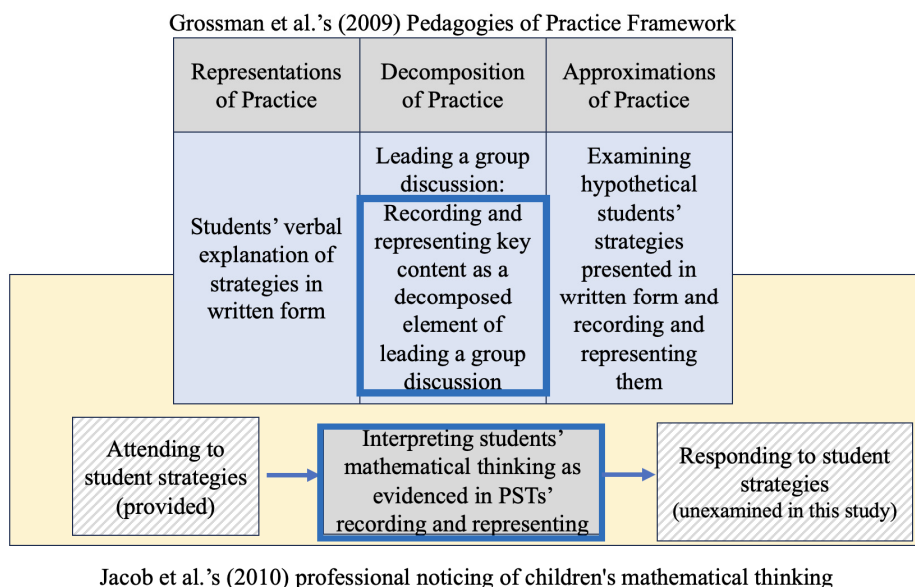 Grossman et al.’s (2009) Pedagogies of Practice Framework
Representations
of Practice
Decomposition
of Practice
Approximations
of Practice
Students’ verbal
explanation of
strategies in
written form
Leading a group
discussion:
Recording and
representing key
content as a
decomposed
element of
leading a group
discussion
Examining
hypothetical
students’
strategies
presented in
written form and
recording and
representing
them
Attending to
student strategies
(provided)
Interpreting students’
mathematical thinking as
evidenced in PSTs’
recording and representing
Responding to student
strategies
(unexamined in this study)
Jacob et al.’s (2010) professional noticing of children's mathematical thinking